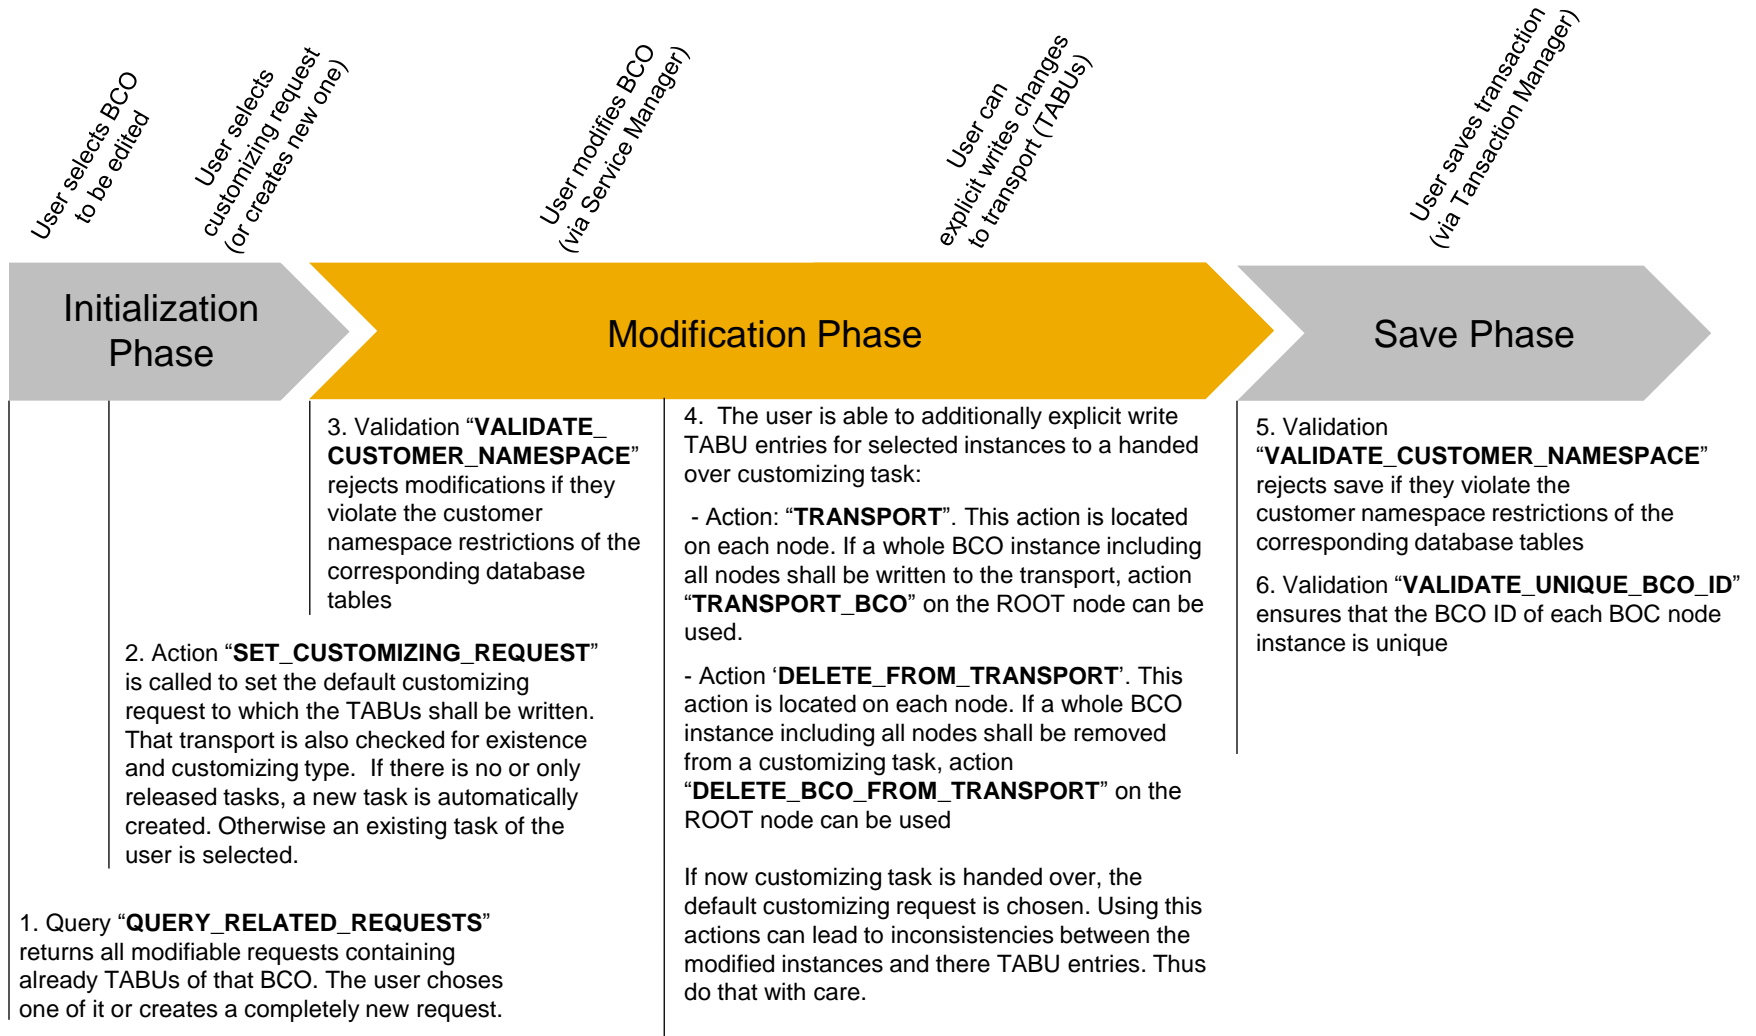 User selects BCO
to be edited
User selects
customizing request
(or creates new one)
User modifies BCO
(via Service Manager)
User can
explicit writes changes
to transport (TABUs)
User saves transaction
(via Tansaction Manager)
Initialization
Phase
Modification Phase
Save Phase
1. Query “QUERY_RELATED_REQUESTS”
returns all modifiable requests containing
already TABUs of that BCO. The user choses
one of it or creates a completely new request.
2. Action “SET_CUSTOMIZING_REQUEST”
is called to set the default customizing
request to which the TABUs shall be written.
That transport is also checked for existence
and customizing type.  If there is no or only
released tasks, a new task is automatically
created. Otherwise an existing task of the
user is selected.
3. Validation “VALIDATE_
CUSTOMER_NAMESPACE”
rejects modifications if they
violate the customer
namespace restrictions of the
corresponding database
tables
4.  The user is able to additionally explicit write
TABU entries for selected instances to a handed
over customizing task:
- Action: “TRANSPORT”. This action is located
on each node. If a whole BCO instance including
all nodes shall be written to the transport, action
“TRANSPORT_BCO” on the ROOT node can be
used.
- Action ‘DELETE_FROM_TRANSPORT’. This
action is located on each node. If a whole BCO
instance including all nodes shall be removed
from a customizing task, action
“DELETE_BCO_FROM_TRANSPORT” on the
ROOT node can be used
If now customizing task is handed over, the
default customizing request is chosen. Using this
actions can lead to inconsistencies between the
modified instances and there TABU entries. Thus
do that with care.
5. Validation
“VALIDATE_CUSTOMER_NAMESPACE”
rejects save if they violate the
customer namespace restrictions of the
corresponding database tables
6. Validation “VALIDATE_UNIQUE_BCO_ID”
ensures that the BCO ID of each BOC node
instance is unique